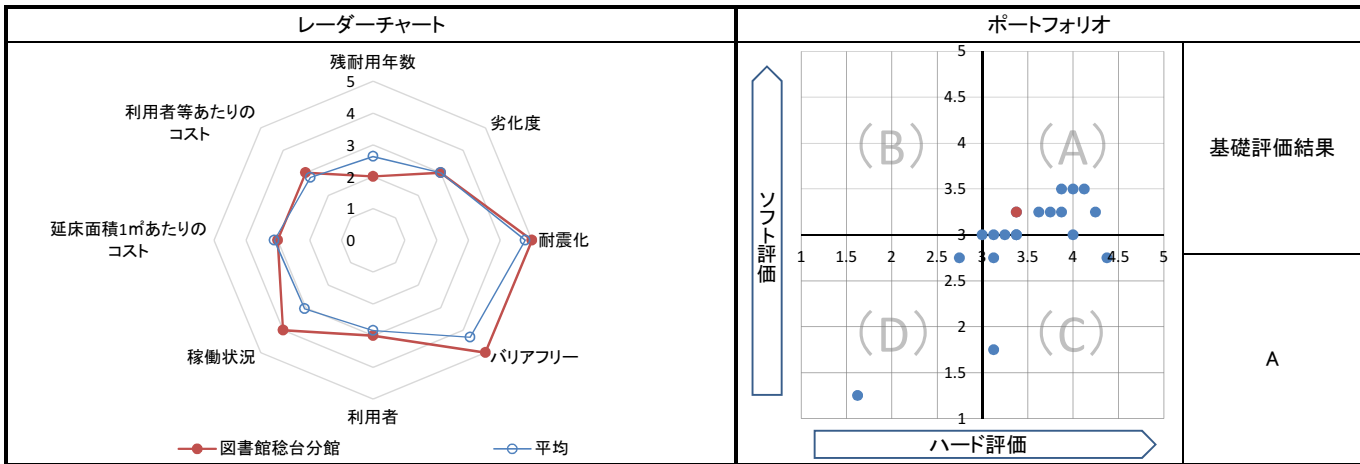 レーダーチャート
残耐用年数
劣化度
耐震化
バリアフリー
利用者
稼働状況
延床面積1㎡あたりの
コスト
利用者等あたりの
コスト
5
4
3
2
1
0
図書館稔台分館
平均
ポートフォリオ
ソフト評価
5
4.5
4
3.5
3
2.5
2
1.5
1
1 1.5 2 2.5 3 3.5 4 4.5 5
(B)
(A)
(D)
(C)
ハード評価
基礎評価結果
A